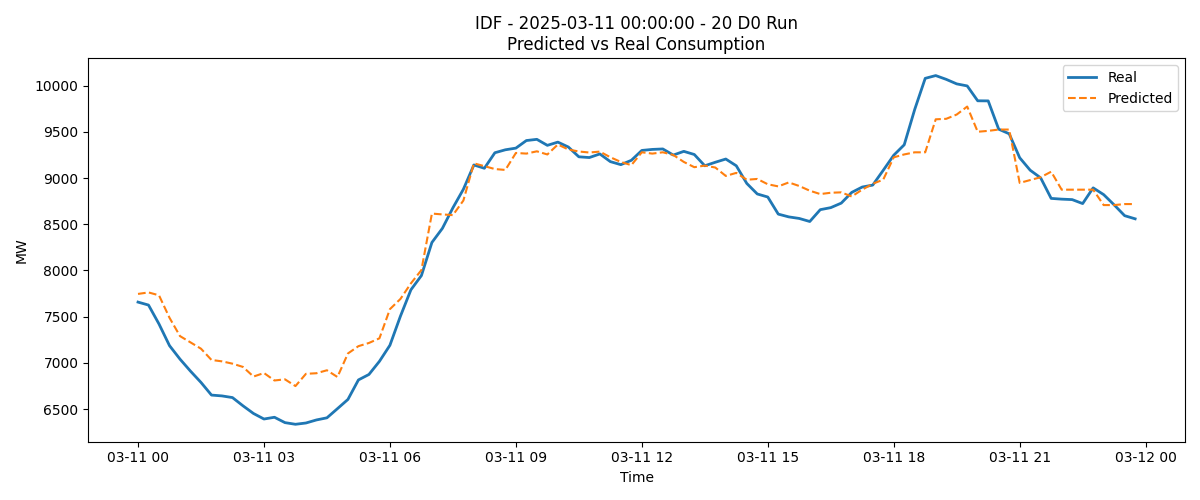 IDF - 2025-03-11 00:00:00 - 20 D0 Run
Predicted vs Real Consumption
Real
Predicted
MW
10000
9500
9000
8500
8000
7500
7000
6500
03-11 00
03-11 03
03-11 06
03-11 09
03-11 12
03-11 15
03-11 18
03-11 21
03-12 00
Time